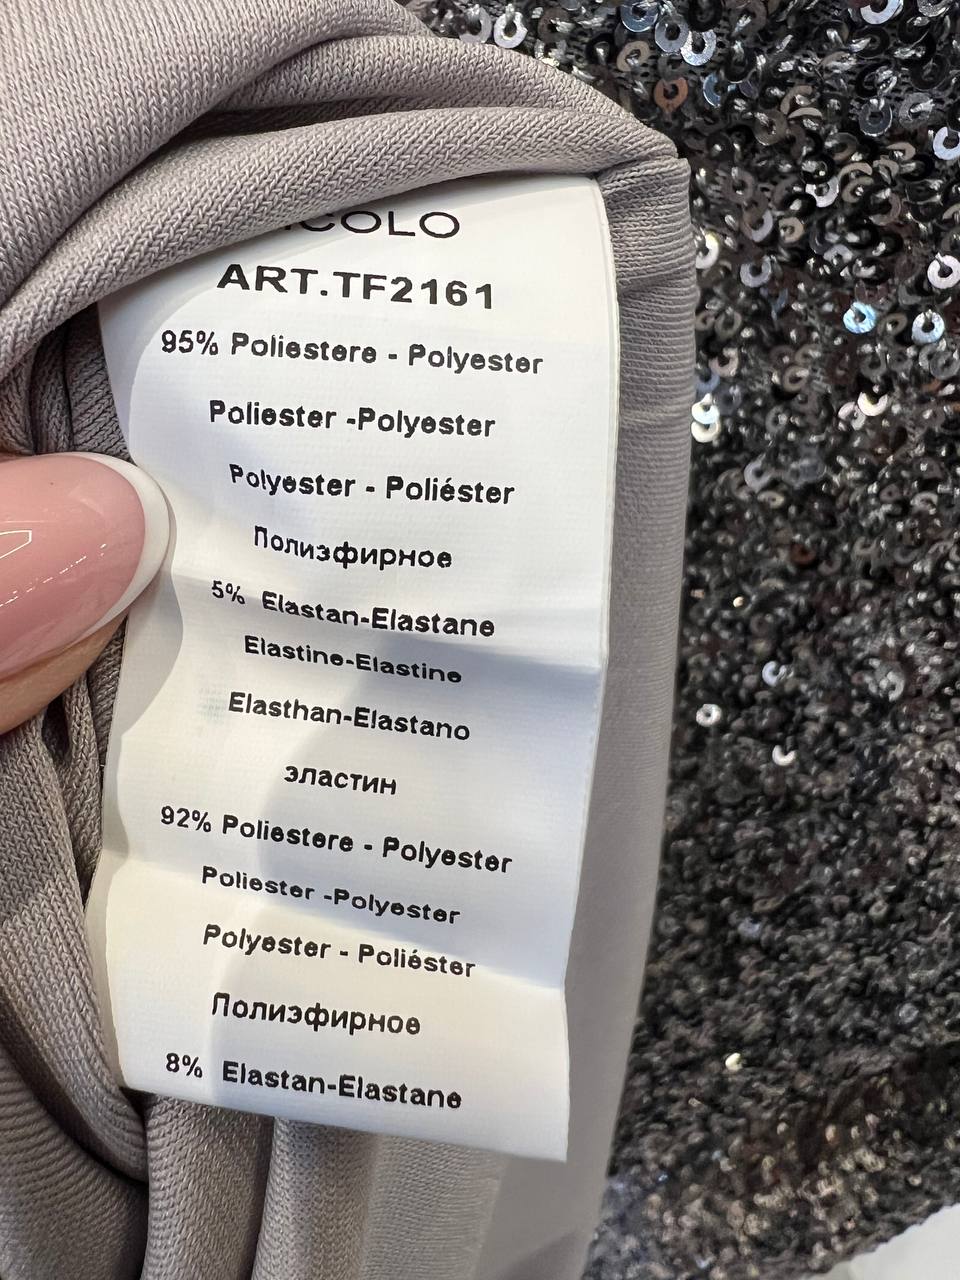 COLO
ART.TF2161
95% Poliestere - Polyester
Poliester -Polyester
Polyester - Poliéster
Полиэфирное
5% Elastan-Elastane
Elastine-Elastine
Elasthan-Elastano
эластин
92% Poliestere - Polyester
Poliester -Polyester
Polyester - Poliéster
Полиэфирное
8% Elastan-Elastane